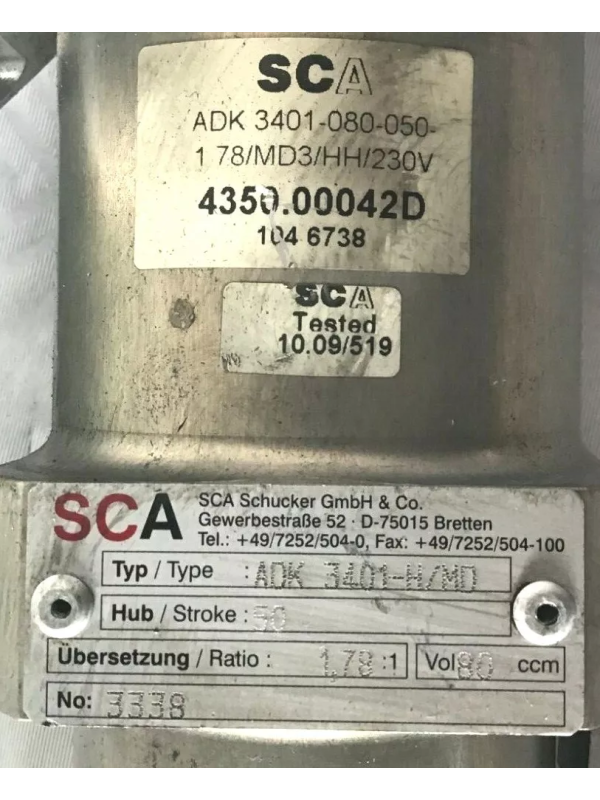 SCA
ADK 3401-080-050-
1 78/MD3/HH/230V
4350.00042D
104 6738
SCA
Tested
10.09/519
SCA
SCA Schucker GmbH & Co.
Gewerbestraße 52 · D-75015 Bretten
Tel.: +49/7252/504-0, Fax: +49/7252/504-100
Typ / Type : ADK 3401-H/MD
Hub / Stroke : 50
Übersetzung / Ratio : 1,78 :1 Vol 80 ccm
No: 3338